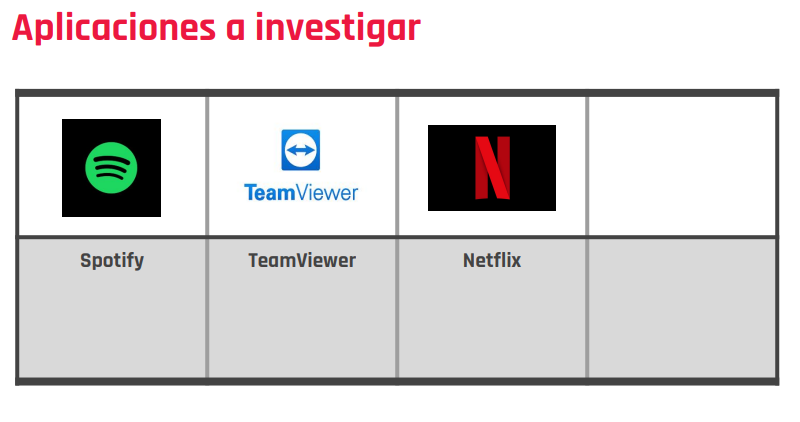 Aplicaciones a investigar
TeamViewer
Spotify
TeamViewer
Netflix